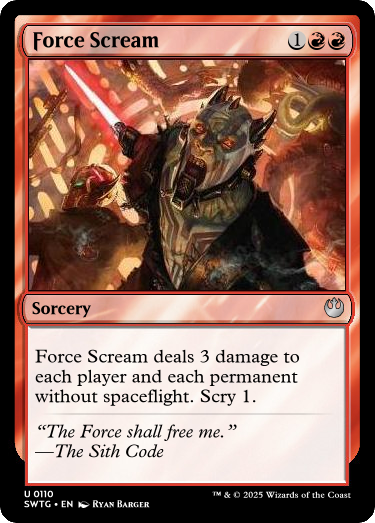 Force Scream 1
Sorcery
Force Scream deals 3 damage to
each player and each permanent
without spaceflight. Scry 1.
“The Force shall free me.”
—The Sith Code
U 0110
SWTG • EN Ryan Barger
™ & © 2025 Wizards of the Coast